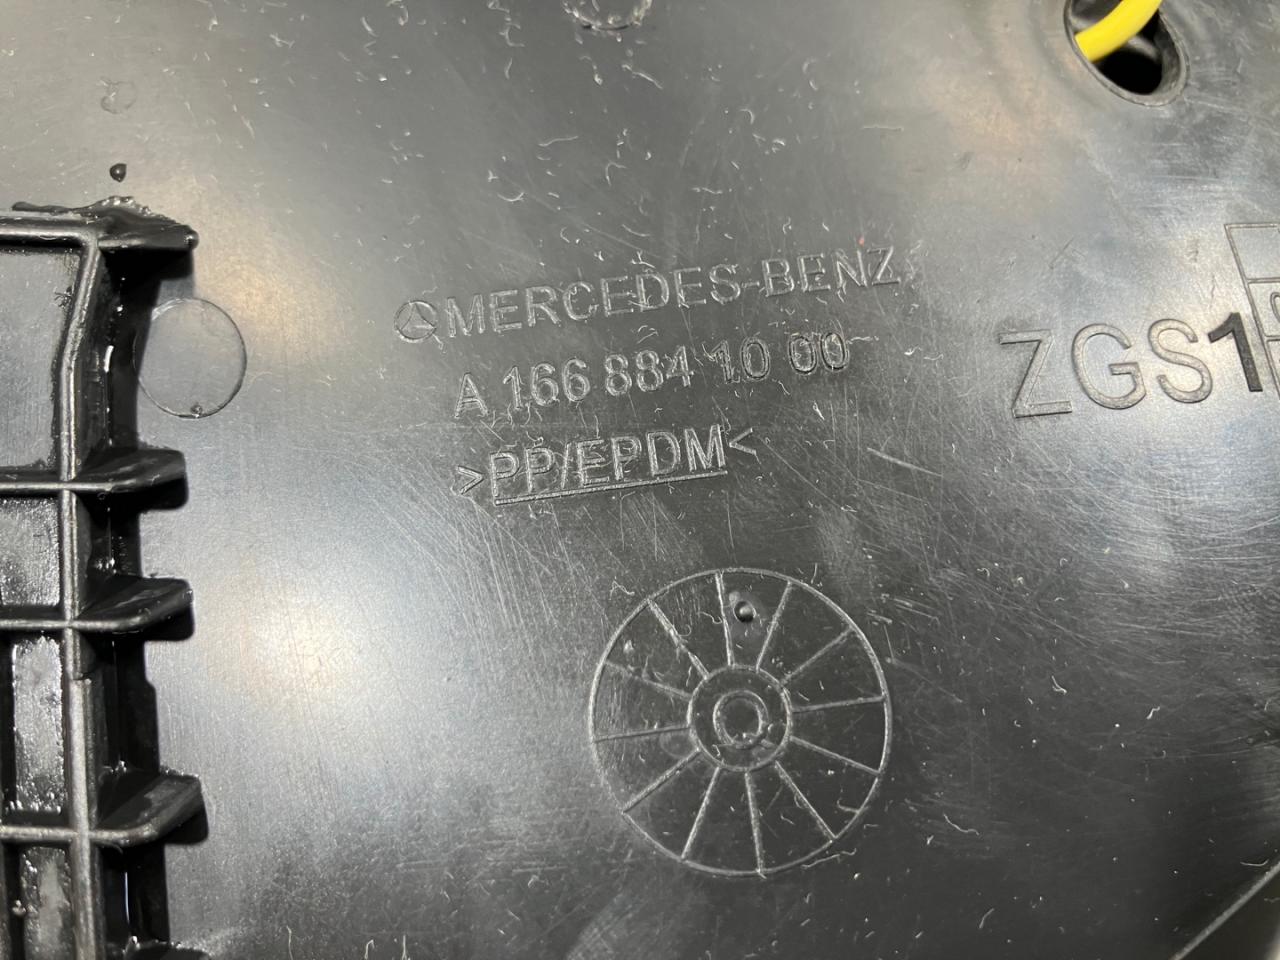 MERCEDES-BENZ
A 166 884 10 00
>PP/EPDM<
ZGS1